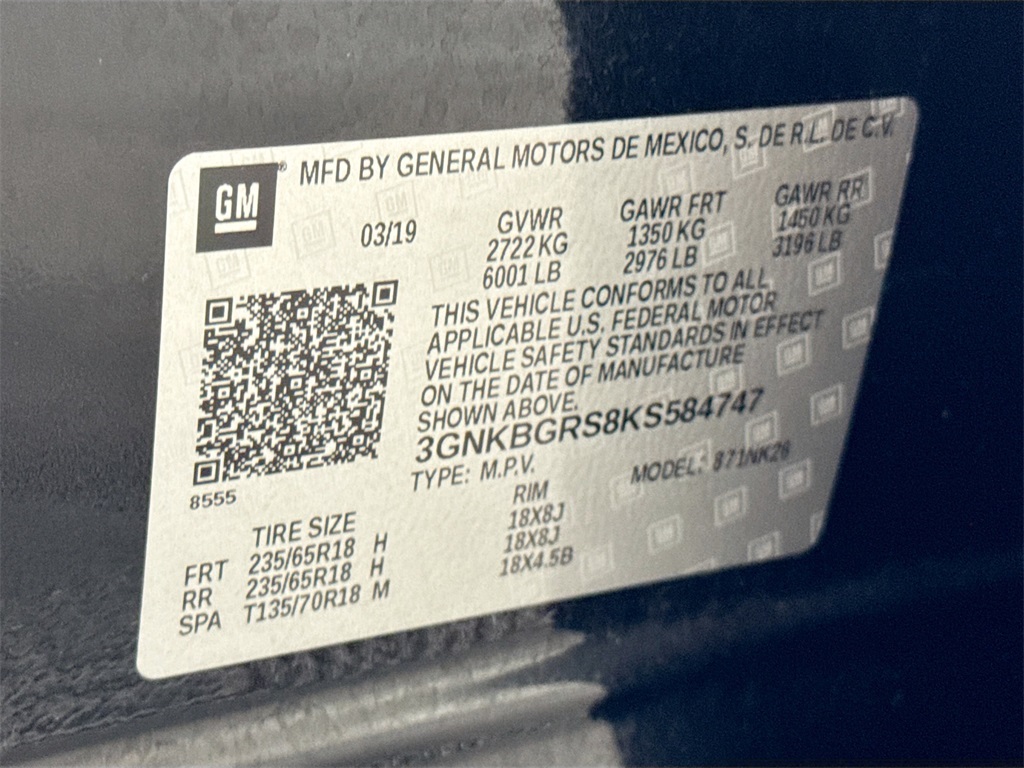 GM® MFD BY GENERAL MOTORS DE MEXICO, S. DE R.L. DE C.V.
03/19 GVWR GAWR FRT GAWR RR
2722 KG 1350 KG 1450 KG
6001 LB 2976 LB 3196 LB
THIS VEHICLE CONFORMS TO ALL
APPLICABLE U.S. FEDERAL MOTOR
VEHICLE SAFETY STANDARDS IN EFFECT
ON THE DATE OF MANUFACTURE
SHOWN ABOVE.
3GNKBGRS8KS584747
TYPE: M.P.V. MODEL: 871NK26
8555
TIRE SIZE RIM
FRT 235/65R18 H 18X8J
RR 235/65R18 H 18X8J
SPA T135/70R18 M 18X4.5B